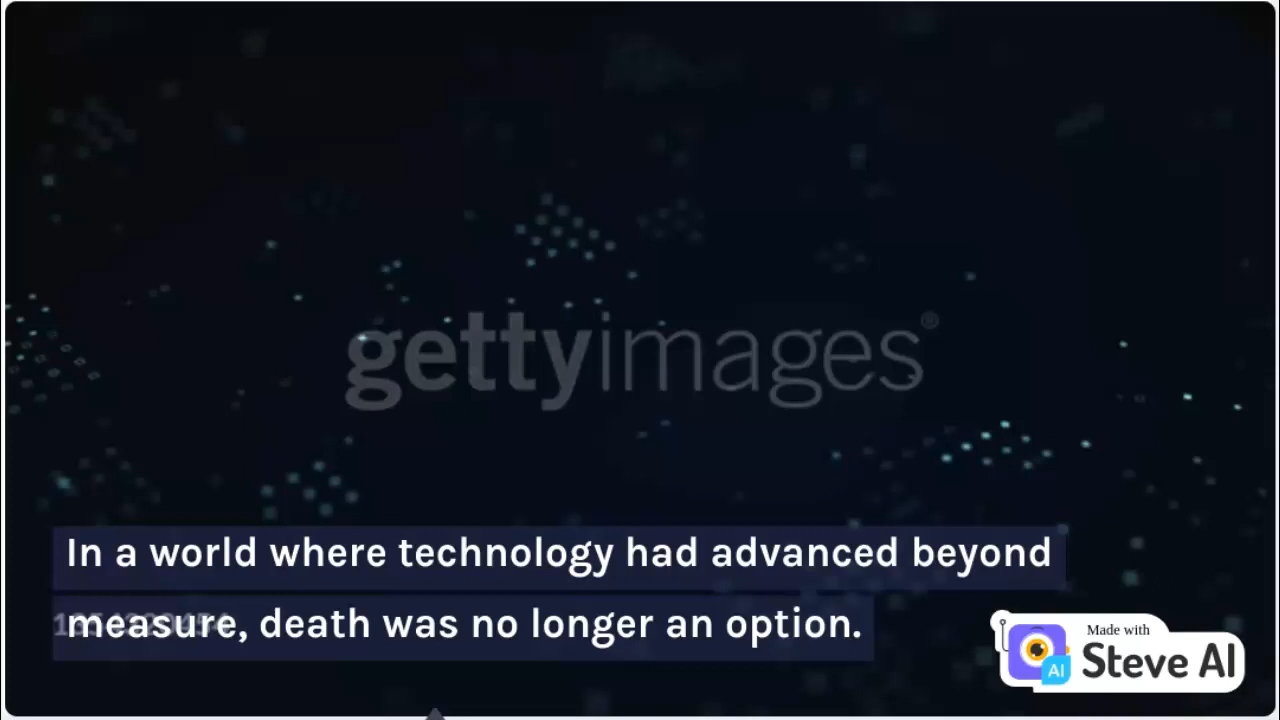 gettyimages®
In a world where technology had advanced beyond
measure, death was no longer an option.
Made with
Steve AI
AI